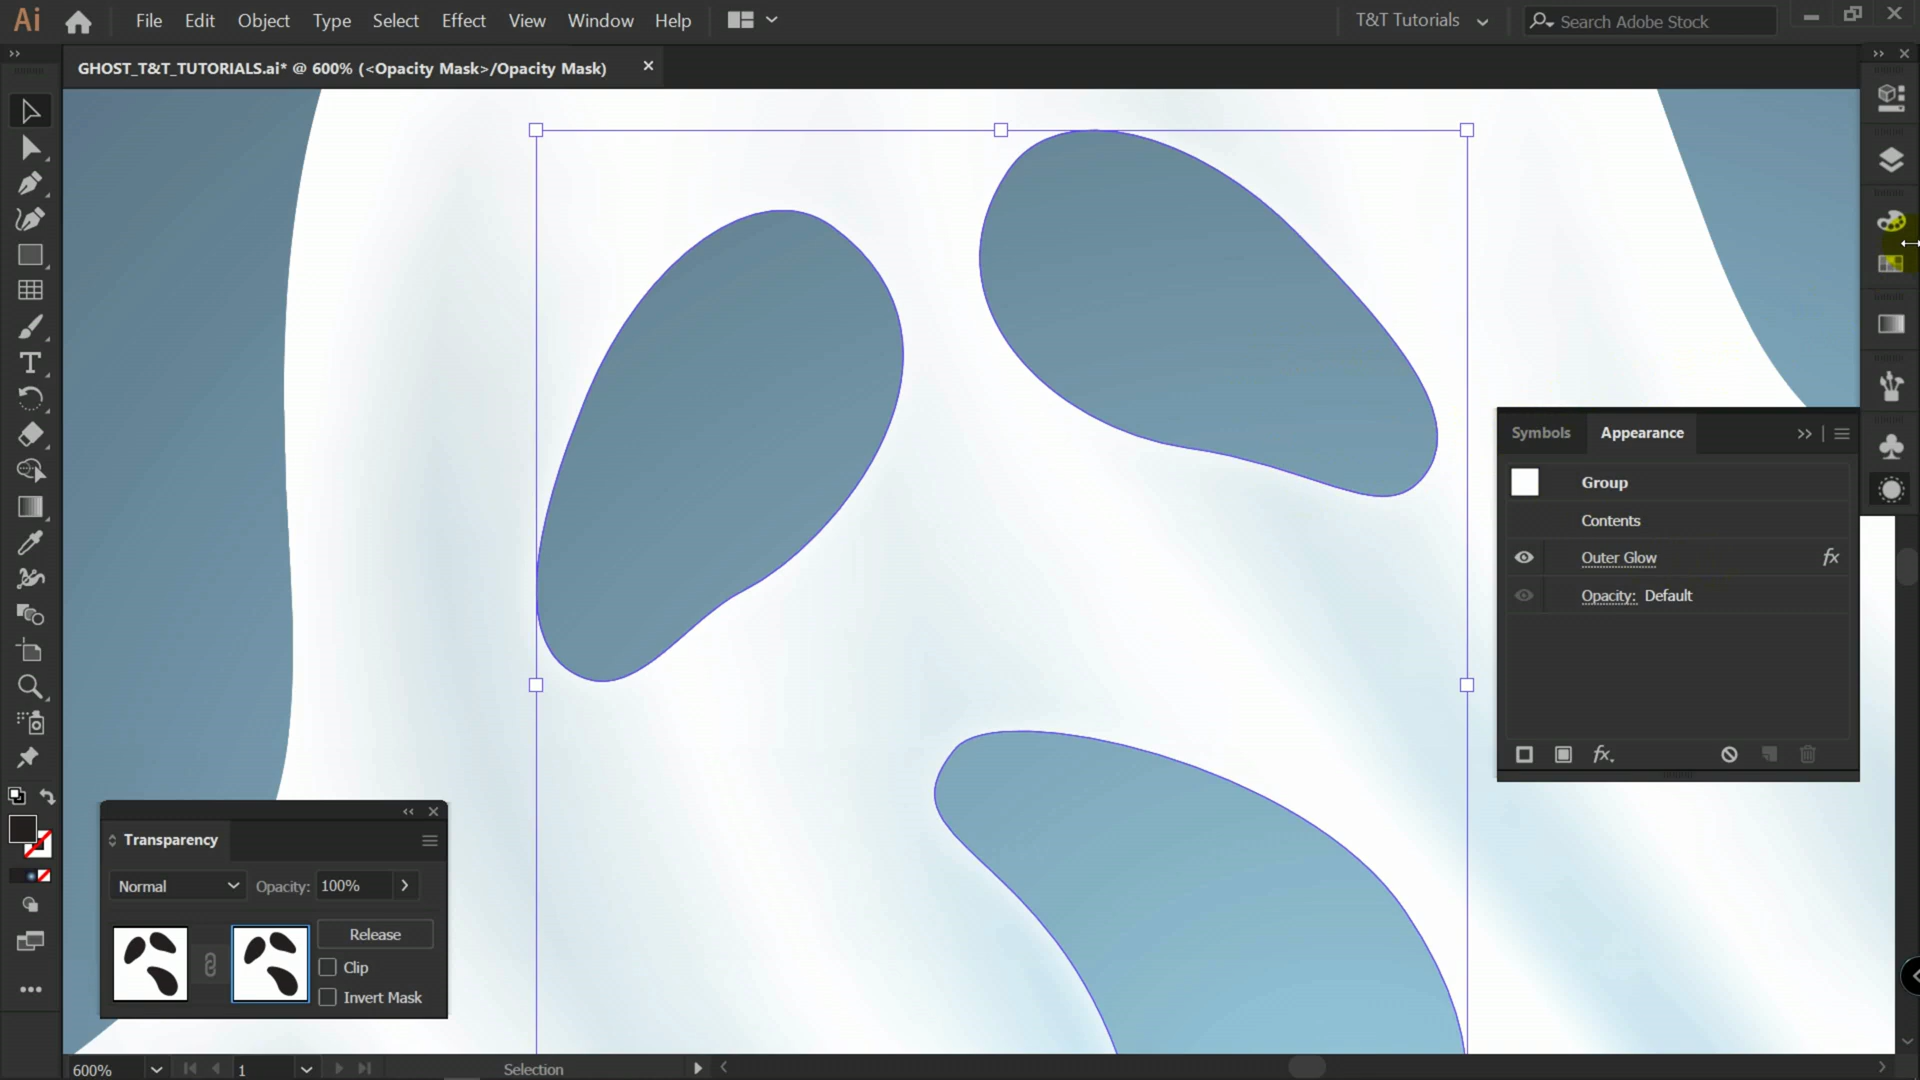 Ai File Edit Object Type Select Effect View Window Help T&T Tutorials Search Adobe Stock
GHOST_T&T_TUTORIALS.ai* @ 600% (<Opacity Mask>/Opacity Mask)
Symbols Appearance
Group
Contents
Outer Glow fx
Opacity: Default
fx
Transparency
Normal Opacity: 100%
Release
Clip
Invert Mask
600% 1 Selection